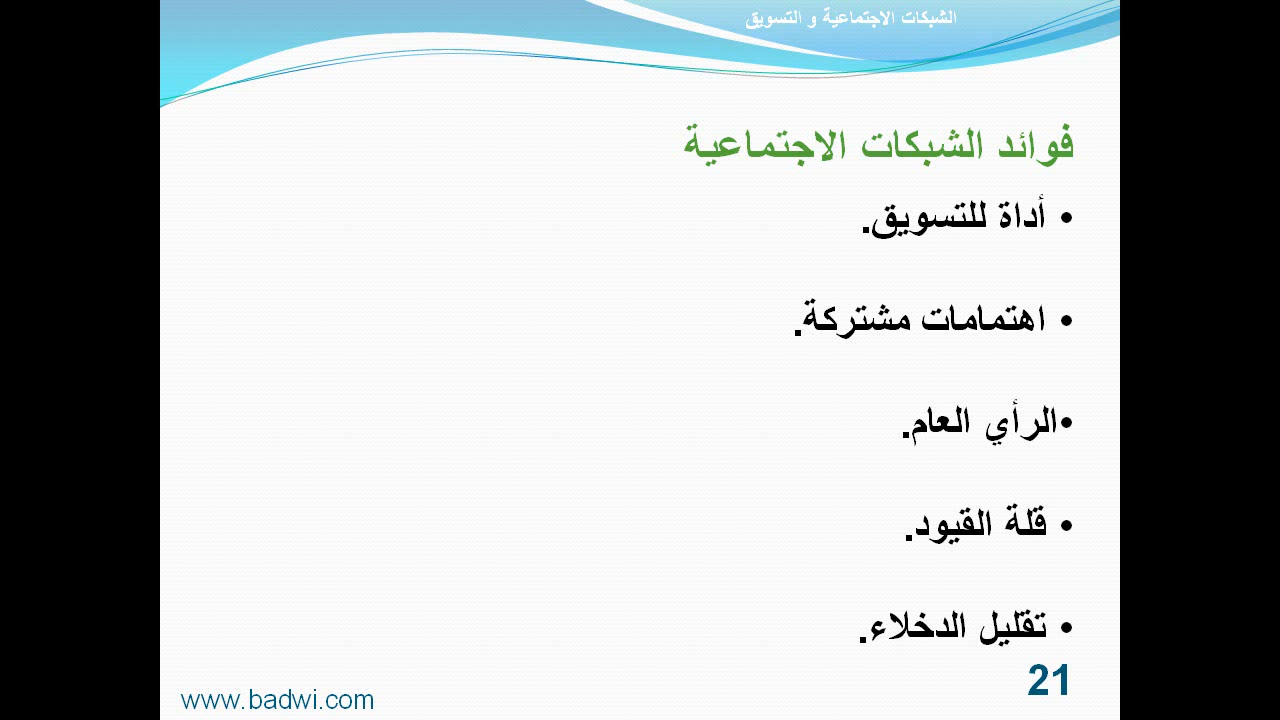 الشبكات الاجتماعية و التسويق
فوائد الشبكات الاجتماعية
• أداة للتسويق.
• اهتمامات مشتركة.
•الرأي العام.
• قلة القيود.
• تقليل الدخلاء.
21
www.badwi.com